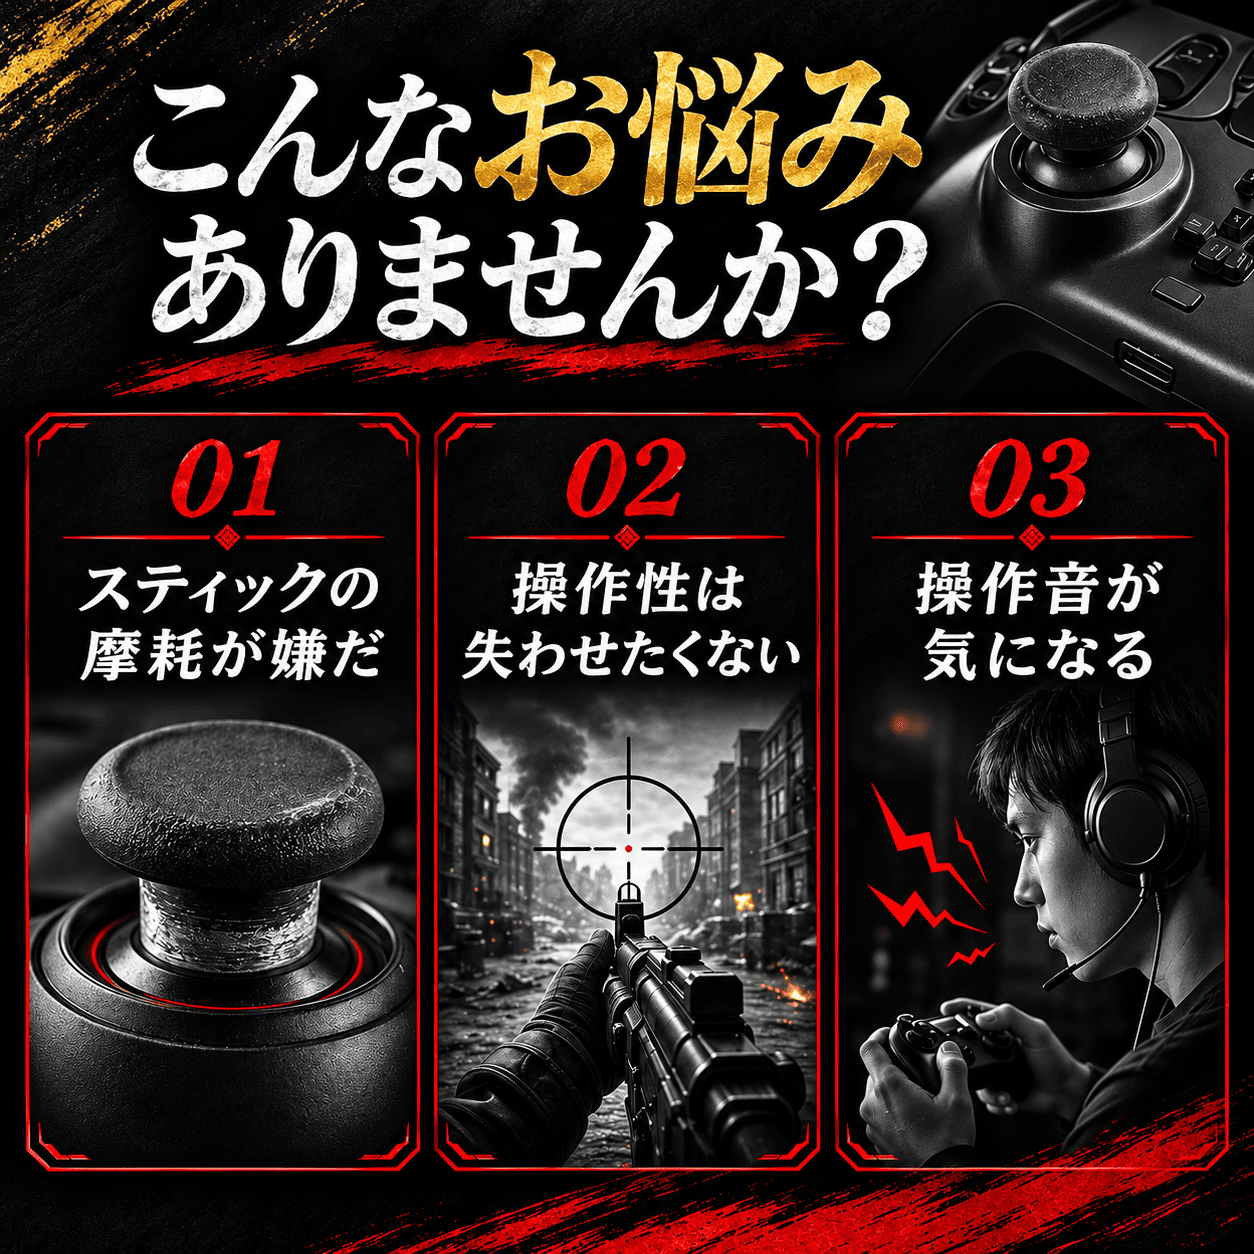 こんなお悩み
ありませんか?
01
スティックの
摩耗が嫌だ
02
操作性は
失わせたくない
03
操作音が
気になる